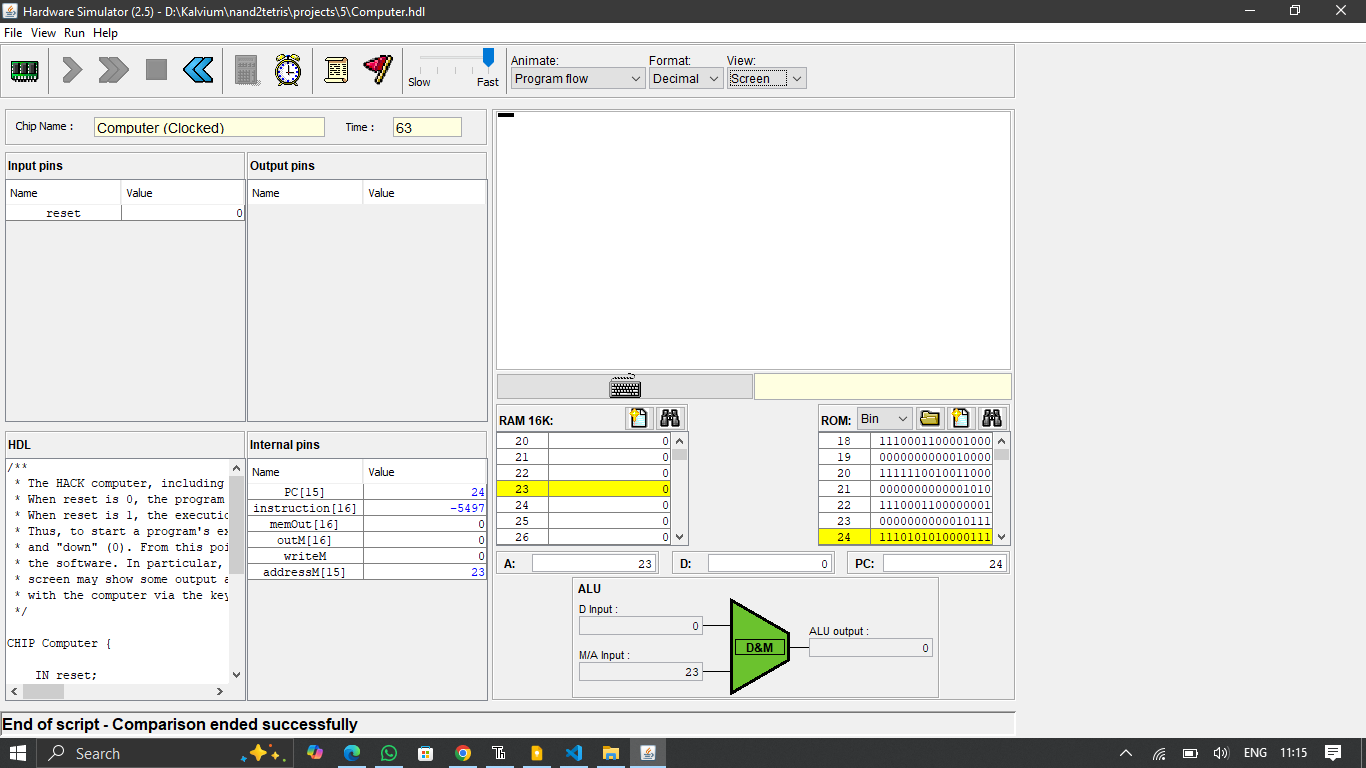 Hardware Simulator (2.5) - D:\Kalvium\nand2tetris\projects\5\Computer.hdl
File View Run Help
Slow Fast
Animate: Format: View:
Program flow Decimal Screen
Chip Name : Computer (Clocked) Time : 63
Input pins
Name Value
reset 0
Output pins
Name Value
HDL
/**
* The HACK computer, including
* When reset is 0, the program
* When reset is 1, the executio
* Thus, to start a program's ex
* and "down" (0). From this poi
* the software. In particular,
* screen may show some output a
* with the computer via the key
*/
CHIP Computer {
IN reset;
Internal pins
Name Value
PC[15] 24
instruction[16] -5497
memOut[16] 0
outM[16] 0
writeM 0
addressM[15] 23
RAM 16K:
20 0
21 0
22 0
23 0
24 0
25 0
26 0
ROM: Bin
18 1110001100001000
19 0000000000010000
20 1111110010011000
21 0000000000001010
22 1110001100000001
23 0000000000010111
24 1110101010000111
A: 23 D: 0 PC: 24
ALU
D Input :
0
M/A Input :
23
D&M
ALU output :
0
End of script - Comparison ended successfully
Search
ENG 11:15